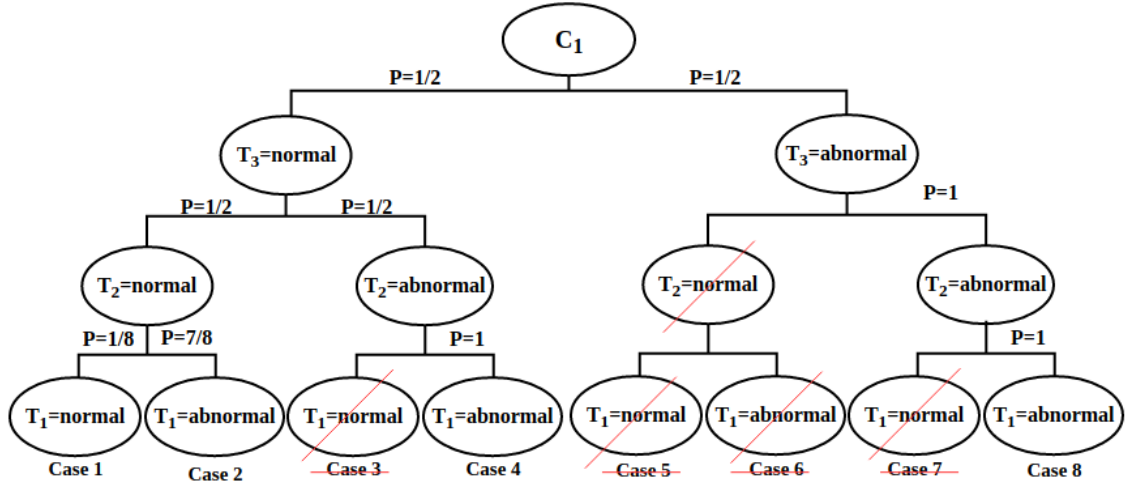 C₁
P=1/2 P=1/2
T₃=normal T₃=abnormal
P=1/2 P=1/2 P=1
T₂=normal T₂=abnormal T₂=normal T₂=abnormal
P=1/8 P=7/8 P=1 P=1
T₁=normal T₁=abnormal T₁=normal T₁=abnormal T₁=normal T₁=abnormal T₁=normal T₁=abnormal
Case 1 Case 2 Case 3 Case 4 Case 5 Case 6 Case 7 Case 8